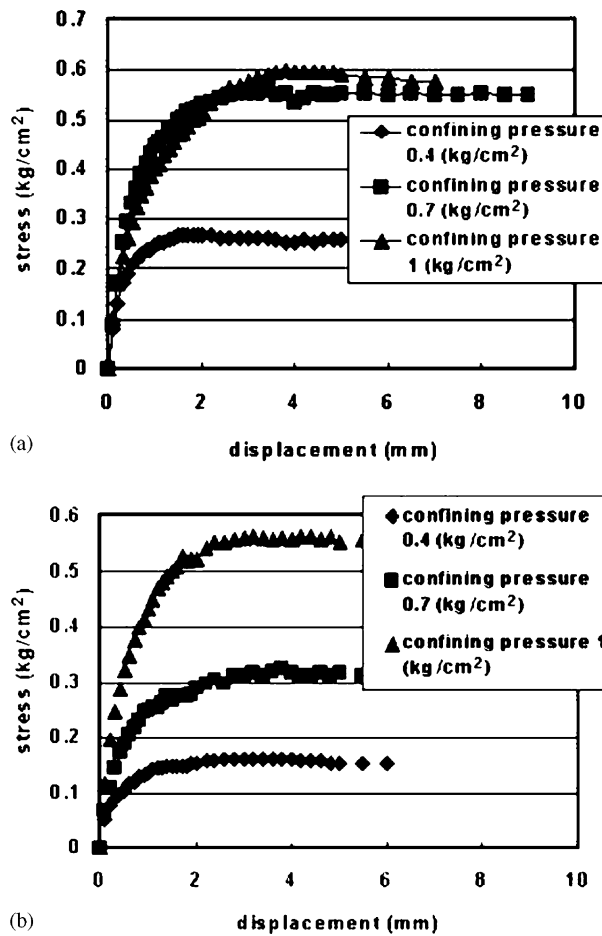 0.7
0.6
0.5
0.4
0.3
0.2
0.1
0
stress (kg/cm2)
confining pressure
0.4 (kg/cm2)
confining pressure
0.7 (kg/cm2)
confining pressure
1 (kg/cm2)
0 2 4 6 8 10
(a)
displacement (mm)
0.6
0.5
0.4
0.3
0.2
0.1
0
stress (kg/cm2)
confining pressure
0.4 (kg/cm2)
confining pressure
0.7 (kg/cm2)
confining pressure 1
(kg/cm2)
0 2 4 6 8 10
(b)
displacement (mm)